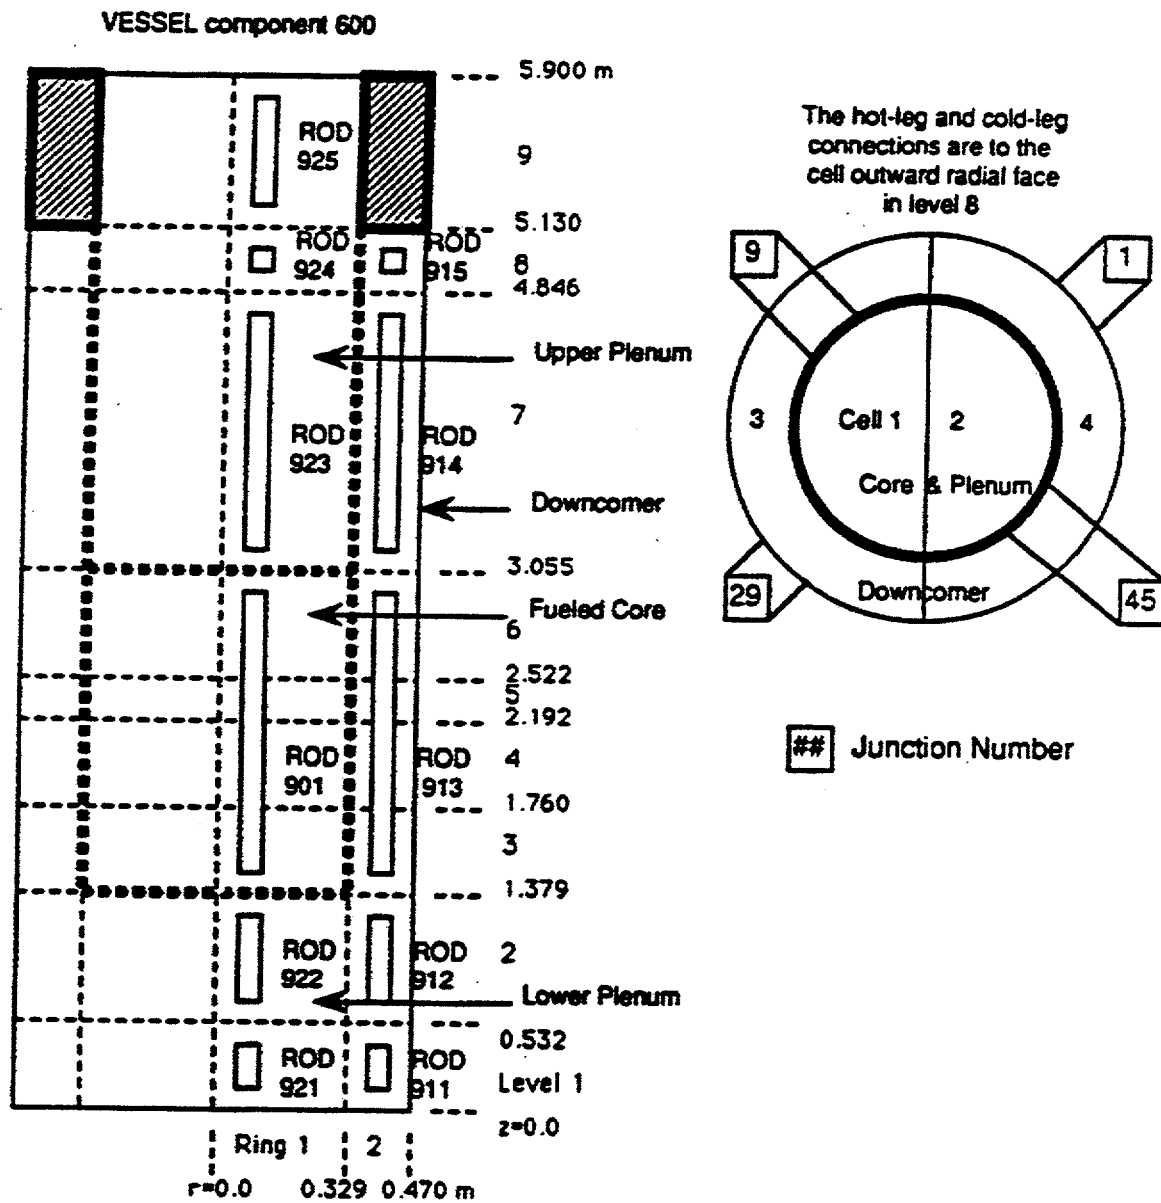 VESSEL component 600
5.900 m
ROD
925
9
5.130
ROD
924
ROD
915
8
4.846
Upper Plenum
7
ROD
923
ROD
914
Downcomer
3.055
Fueled Core
6
2.522
5
2.192
ROD
901
ROD
913
4
1.760
3
1.379
ROD
922
ROD
912
2
Lower Plenum
0.532
ROD
921
ROD
911
Level 1
z=0.0
Ring 1
2
r=0.0
0.329
0.470 m
The hot-leg and cold-leg
connections are to the
cell outward radial face
in level 8
9
1
3
Cell 1
2
4
Core & Plenum
29
Downcomer
45
## Junction Number